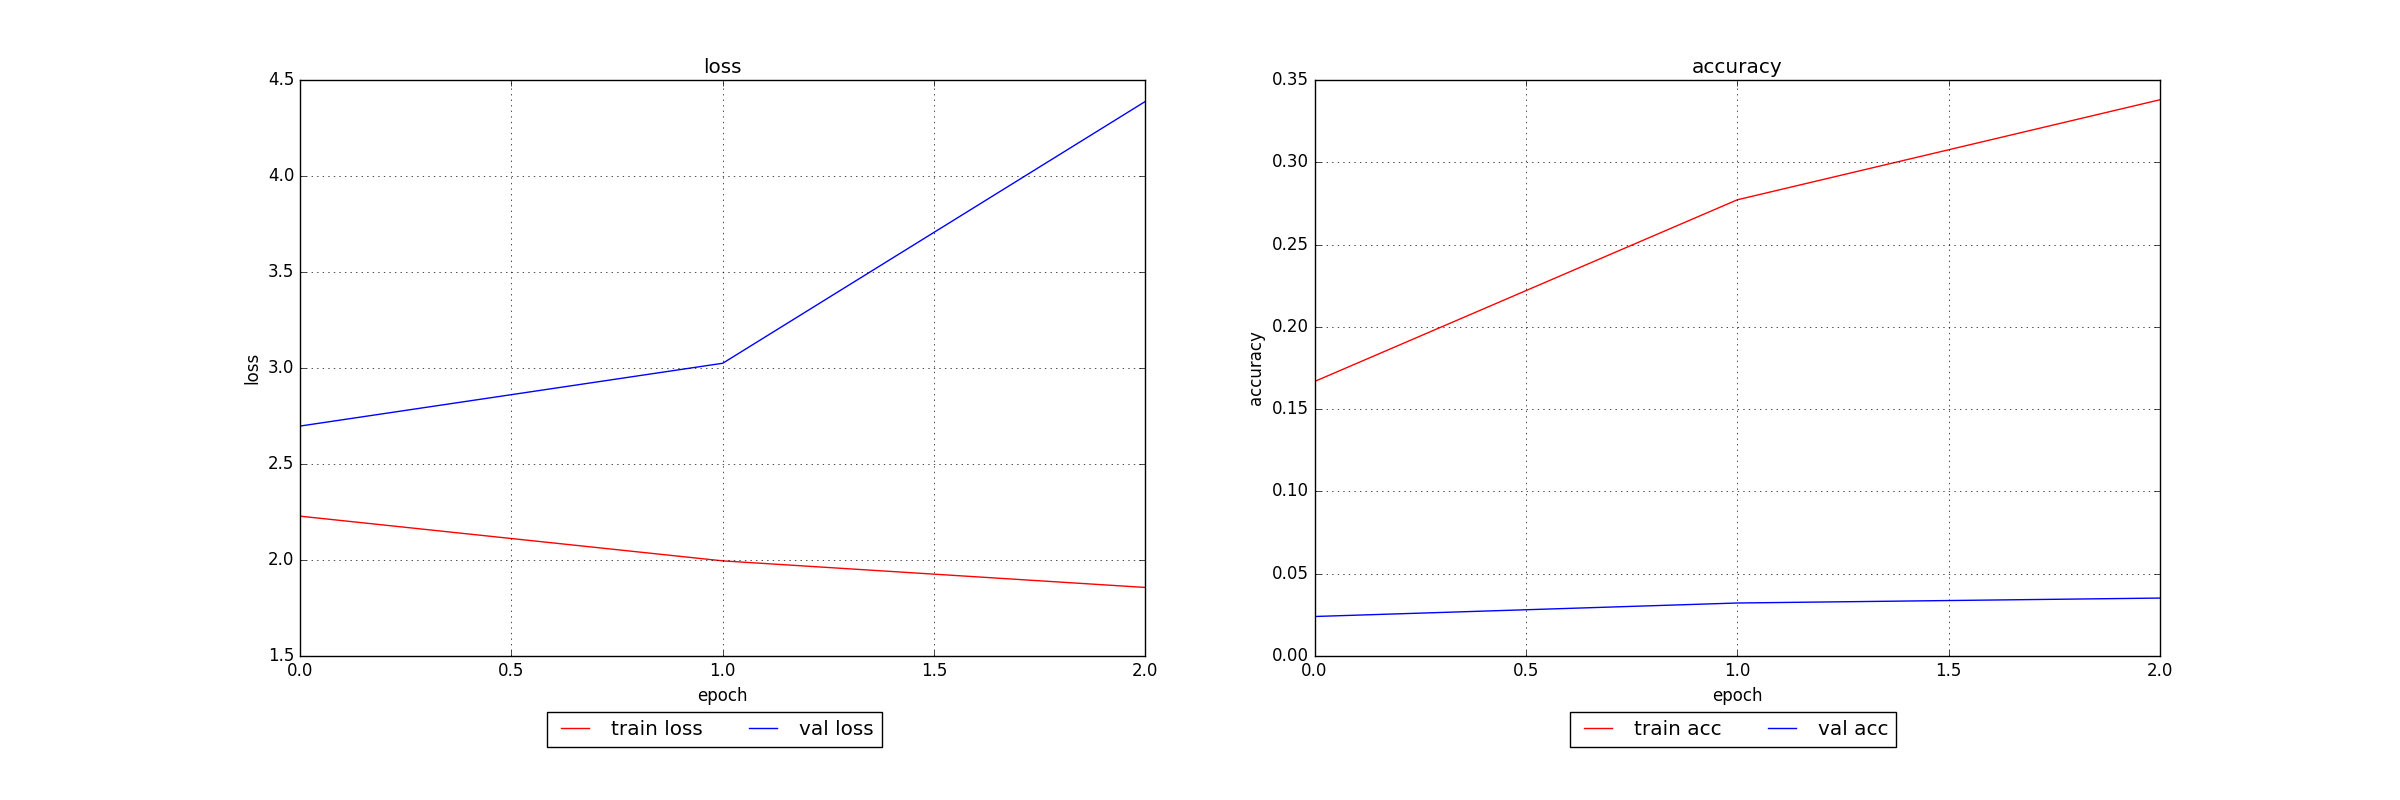 loss
4.5
4.0
3.5
3.0
2.5
2.0
1.5
loss
0.0 0.5 1.0 1.5 2.0
epoch
train loss val loss
accuracy
0.35
0.30
0.25
0.20
0.15
0.10
0.05
0.00
accuracy
0.0 0.5 1.0 1.5 2.0
epoch
train acc val acc